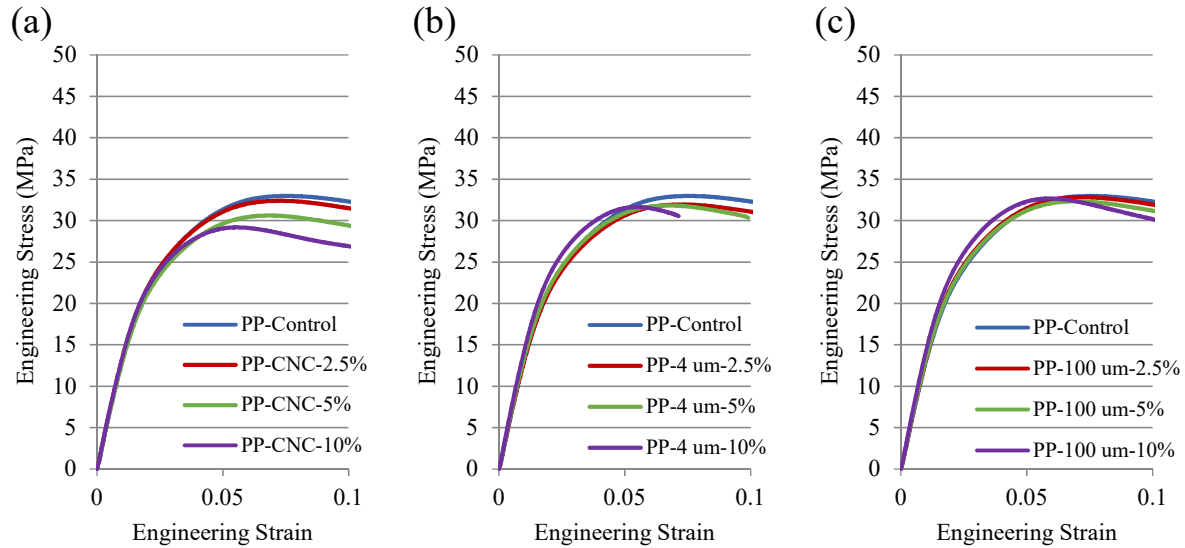 (a)
50
45
40
35
30
25
20
15
10
5
0
Engineering Stress (MPa)
PP-Control
PP-CNC-2.5%
PP-CNC-5%
PP-CNC-10%
0
0.05
0.1
Engineering Strain
(b)
50
45
40
35
30
25
20
15
10
5
0
Engineering Stress (MPa)
PP-Control
PP-4 um-2.5%
PP-4 um-5%
PP-4 um-10%
0
0.05
0.1
Engineering Strain
(c)
50
45
40
35
30
25
20
15
10
5
0
Engineering Stress (MPa)
PP-Control
PP-100 um-2.5%
PP-100 um-5%
PP-100 um-10%
0
0.05
0.1
Engineering Strain